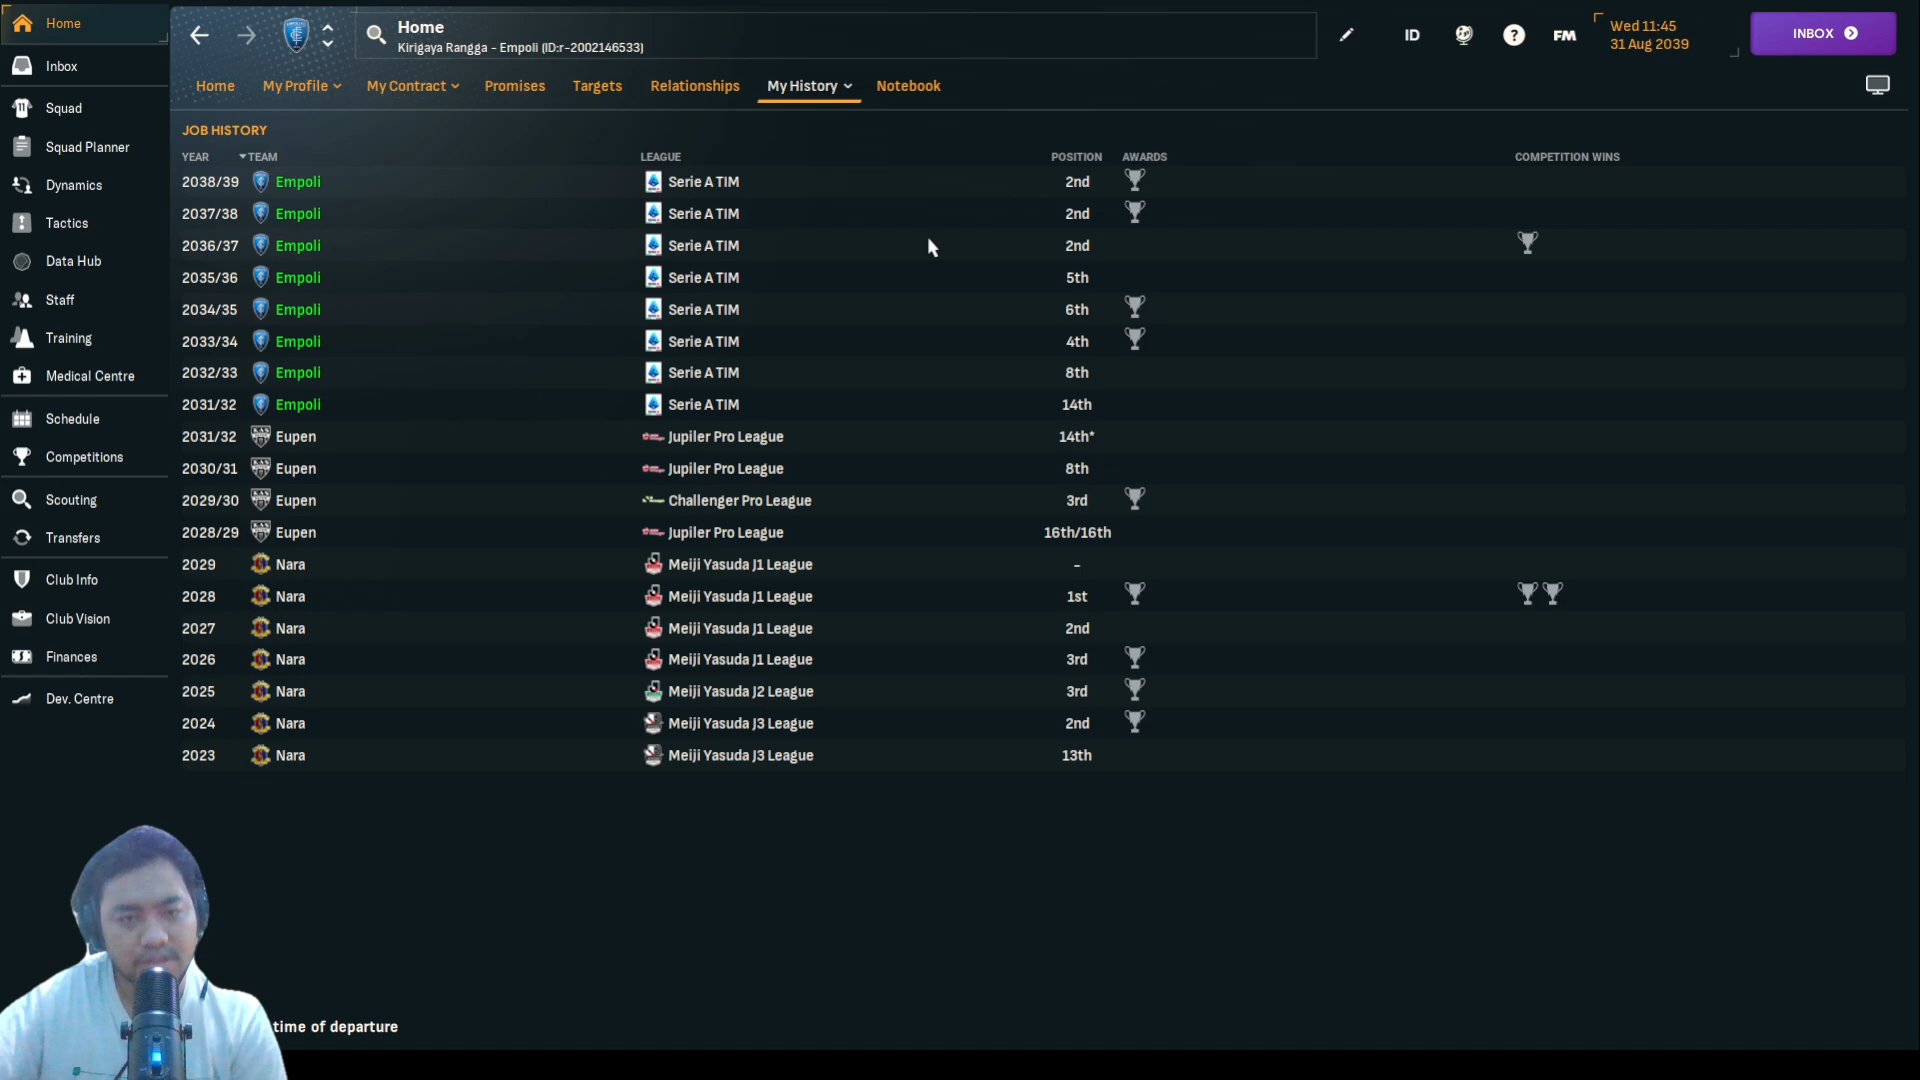 Home
Inbox
Squad
Squad Planner
Dynamics
Tactics
Data Hub
Staff
Training
Medical Centre
Schedule
Competitions
Scouting
Transfers
Club Info
Club Vision
Finances
Dev. Centre
Home
Kirigaya Rangga - Empoli (ID:r-2002146533)
ID
?
FM
Wed 11:45
31 Aug 2039
INBOX
Home My Profile My Contract Promises Targets Relationships My History Notebook
JOB HISTORY
YEAR TEAM LEAGUE POSITION AWARDS COMPETITION WINS
2038/39 Empoli Serie A TIM 2nd
2037/38 Empoli Serie A TIM 2nd
2036/37 Empoli Serie A TIM 2nd
2035/36 Empoli Serie A TIM 5th
2034/35 Empoli Serie A TIM 6th
2033/34 Empoli Serie A TIM 4th
2032/33 Empoli Serie A TIM 8th
2031/32 Empoli Serie A TIM 14th
2031/32 Eupen Jupiler Pro League 14th*
2030/31 Eupen Jupiler Pro League 8th
2029/30 Eupen Challenger Pro League 3rd
2028/29 Eupen Jupiler Pro League 16th/16th
2029 Nara Meiji Yasuda J1 League -
2028 Nara Meiji Yasuda J1 League 1st
2027 Nara Meiji Yasuda J1 League 2nd
2026 Nara Meiji Yasuda J1 League 3rd
2025 Nara Meiji Yasuda J2 League 3rd
2024 Nara Meiji Yasuda J3 League 2nd
2023 Nara Meiji Yasuda J3 League 13th
time of departure